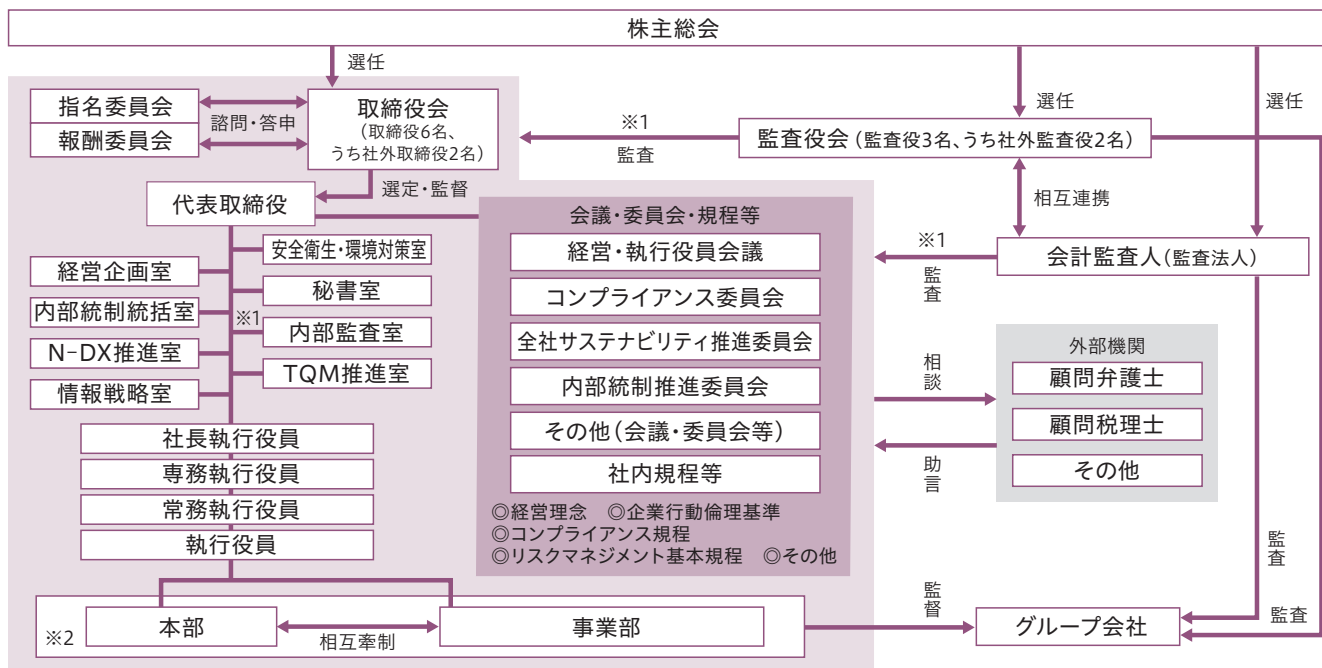 株主総会
選任
選任
選任
指名委員会
報酬委員会
諮問・答申
取締役会
(取締役6名、
うち社外取締役2名)
※1
監査
監査役会(監査役3名、うち社外監査役2名)
選定・監督
代表取締役
相互連携
会議・委員会・規程等
経営・執行役員会議
コンプライアンス委員会
全社サステナビリティ推進委員会
内部統制推進委員会
その他(会議・委員会等)
社内規程等
◎経営理念 ◎企業行動倫理基準
◎コンプライアンス規程
◎リスクマネジメント基本規程 ◎その他
※1
監査
会計監査人(監査法人)
安全衛生・環境対策室
経営企画室
秘書室
内部統制統括室
※1
内部監査室
N-DX推進室
TQM推進室
情報戦略室
相談
助言
外部機関
顧問弁護士
顧問税理士
その他
社長執行役員
専務執行役員
常務執行役員
執行役員
監査
※2
本部
相互牽制
事業部
監督
グループ会社
監査